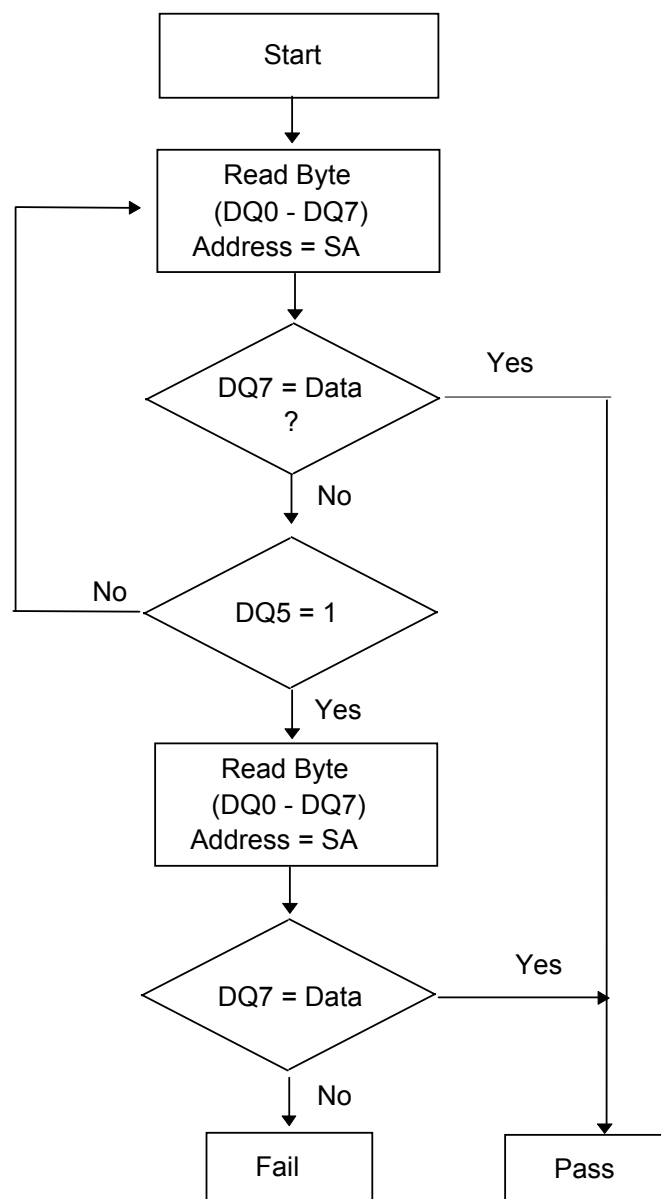 Start
Read Byte
(DQ0 - DQ7)
Address = SA
DQ7 = Data
?
Yes
No
DQ5 = 1
No
Yes
Read Byte
(DQ0 - DQ7)
Address = SA
DQ7 = Data
Yes
No
Fail
Pass